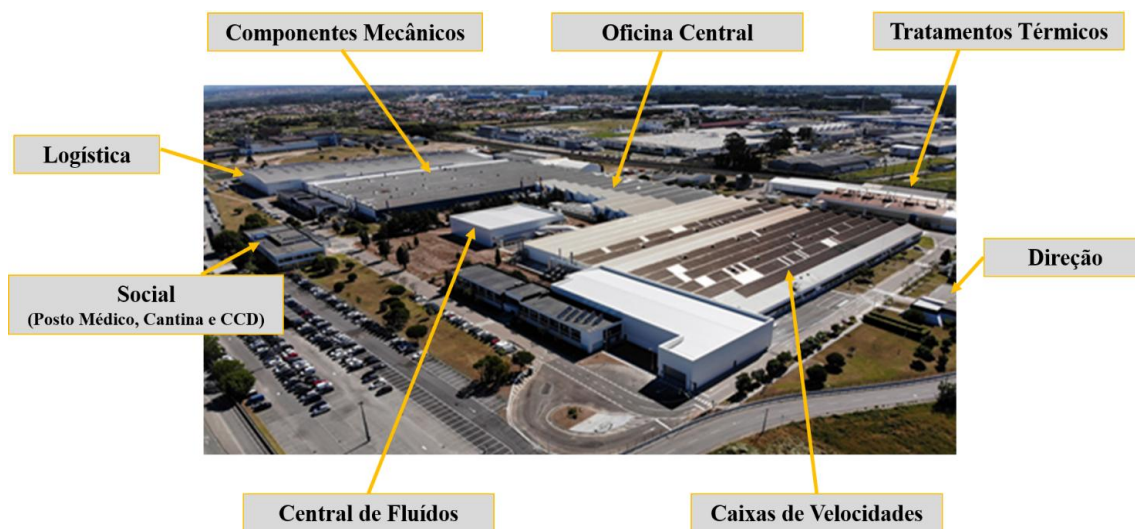 Componentes Mecânicos
Oficina Central
Tratamentos Térmicos
Logística
Direção
Social
(Posto Médico, Cantina e CCD)
Central de Fluídos
Caixas de Velocidades